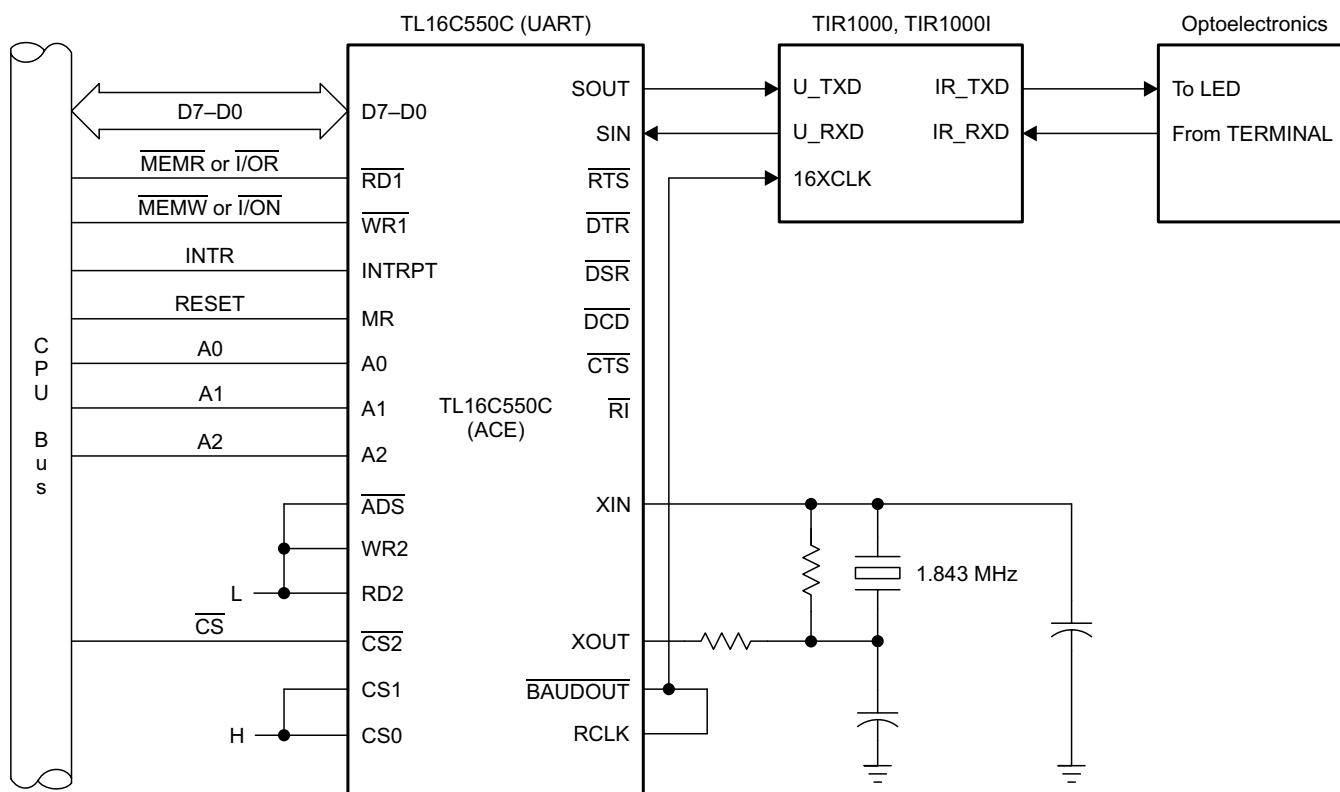 TL16C550C (UART)
TIR1000, TIR1000I
Optoelectronics
CPU Bus
D7–D0
MEMR or I/OR
MEMW or I/ON
INTR
RESET
A0
A1
A2
L
CS
H
D7–D0
RD1
WR1
INTRPT
MR
A0
A1
A2
ADS
WR2
RD2
CS2
CS1
CS0
TL16C550C
(ACE)
SOUT
SIN
RTS
DTR
DSR
DCD
CTS
RI
XIN
XOUT
BAUDOUT
RCLK
U_TXD
U_RXD
16XCLK
IR_TXD
IR_RXD
To LED
From TERMINAL
1.843 MHz